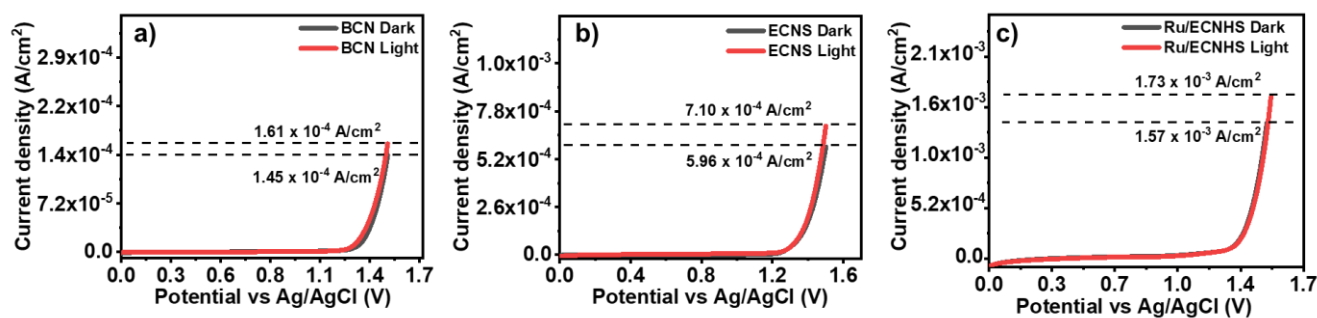 a)
BCN Dark
BCN Light
Current density (A/cm²)
2.9x10⁻⁴
2.2x10⁻⁴
1.4x10⁻⁴
7.2x10⁻⁵
0.0
1.61 x 10⁻⁴ A/cm²
1.45 x 10⁻⁴ A/cm²
0.0 0.3 0.6 0.9 1.1 1.4 1.7
Potential vs Ag/AgCl (V)
b)
ECNS Dark
ECNS Light
Current density (A/cm²)
1.0x10⁻³
7.8x10⁻⁴
5.2x10⁻⁴
2.6x10⁻⁴
0.0
7.10 x 10⁻⁴ A/cm²
5.96 x 10⁻⁴ A/cm²
0.0 0.4 0.8 1.2 1.6
Potential vs Ag/AgCl (V)
c)
Ru/ECNHS Dark
Ru/ECNHS Light
Current density (A/cm²)
2.1x10⁻³
1.6x10⁻³
1.0x10⁻³
5.2x10⁻⁴
0.0
1.73 x 10⁻³ A/cm²
1.57 x 10⁻³ A/cm²
0.0 0.3 0.7 1.0 1.4 1.7
Potential vs Ag/AgCl (V)